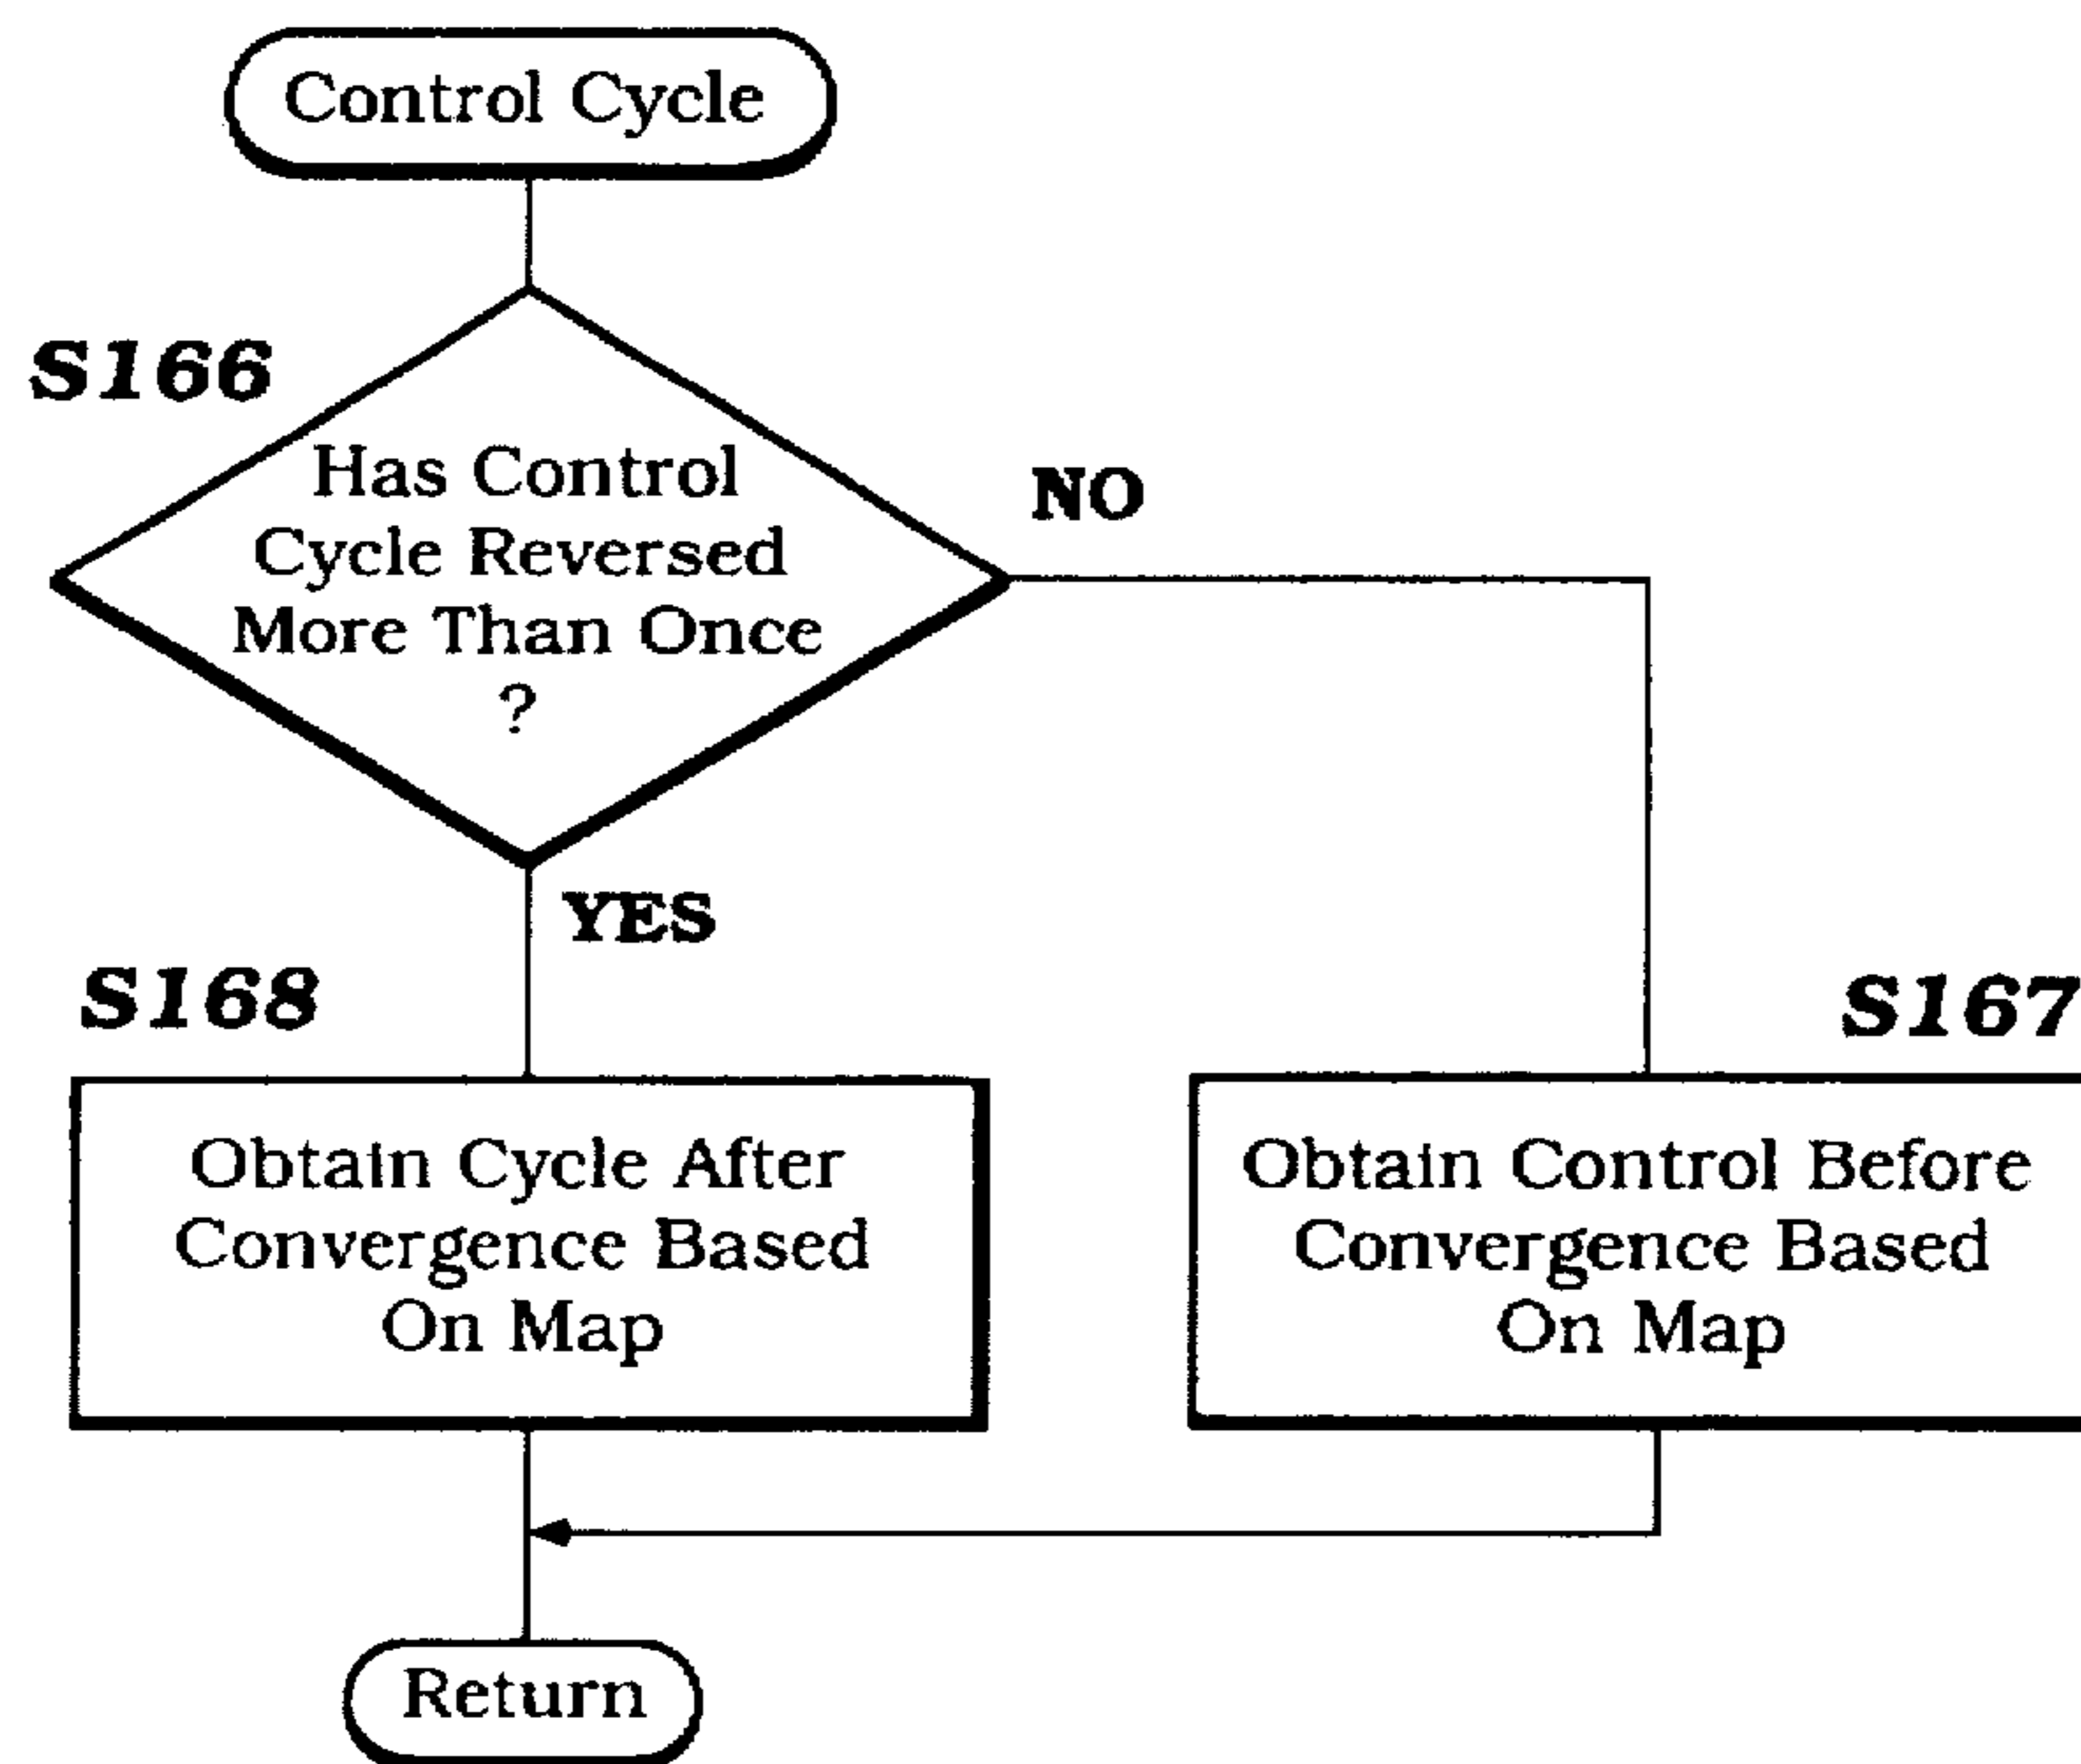 Control Cycle
S166
Has Control
Cycle Reversed
More Than Once
?
NO
YES
S168
Obtain Cycle After
Convergence Based
On Map
S167
Obtain Control Before
Convergence Based
On Map
Return